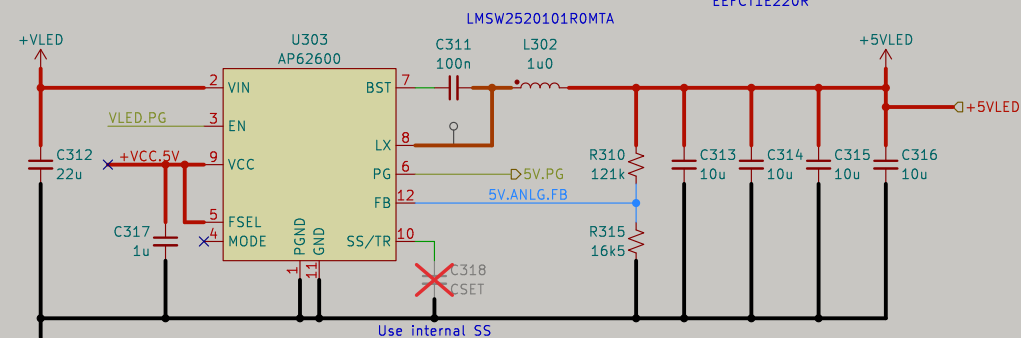 EEFCT1E220R
LMSW2520101R0MTA
+VLED
U303
AP62600
C311
100n
L302
1u0
+5VLED
2
VIN
BST
7
+5VLED
VLED.PG
3
EN
LX
8
C312
22u
+VCC.5V
9
VCC
PG
6
5V.PG
R310
121k
C313
10u
C314
10u
C315
10u
C316
10u
FB
12
5V.ANLG.FB
5
FSEL
4
MODE
PGND
GND
SS/TR
10
C317
1u
R315
16k5
1
11
C318
CSET
Use internal SS